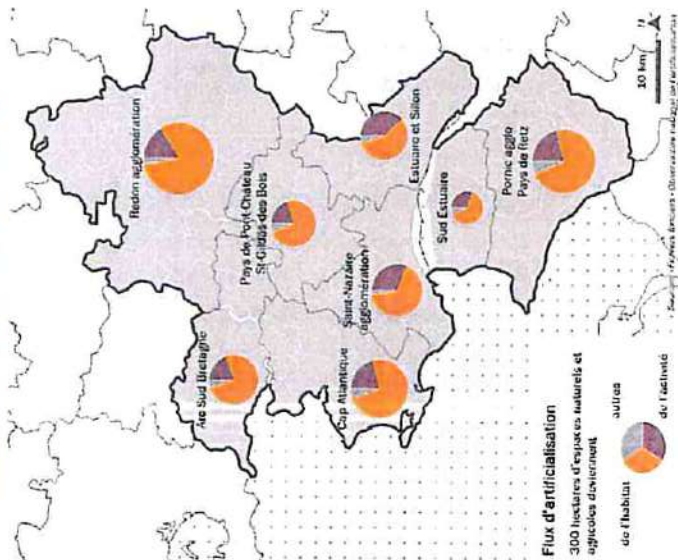 Redon agglomération
Arc Sud Bretagne
Pays de Pont-Château
St-Gildas-des Bois
Cap Atlantique
Saint-Nazaire
agglomération
Estuaire et Sillon
Sud Estuaire
Pornic agglo
Pays de Retz
Flux d'artificialisation
300 hectares d'espaces naturels et
agricoles deviennent
de l'habitat
autres
de l'activité
10 km
N